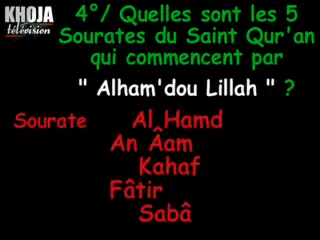 KHOJA
télévision
4°/ Quelles sont les 5
Sourates du Saint Qur'an
qui commencent par
" Alham'dou Lillah " ?
Sourate Al Hamd
An Âam
Kahaf
Fâtir
Sabâ